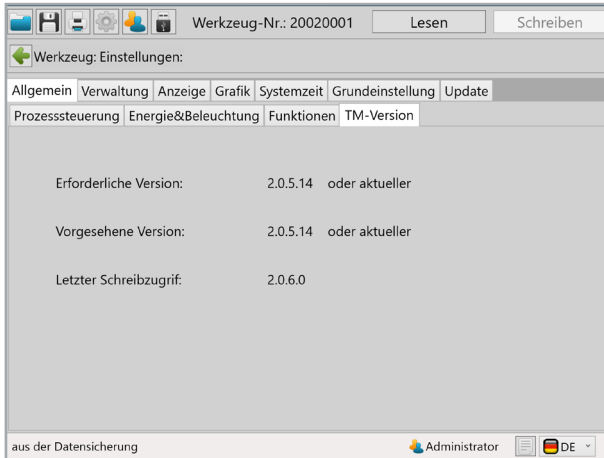 Werkzeug-Nr.: 20020001 Lesen Schreiben
Werkzeug: Einstellungen:
Allgemein Verwaltung Anzeige Grafik Systemzeit Grundeinstellung Update
Prozesssteuerung Energie&Beleuchtung Funktionen TM-Version
Erforderliche Version: 2.0.5.14 oder aktueller
Vorgesehene Version: 2.0.5.14 oder aktueller
Letzter Schreibzugrif: 2.0.6.0
aus der Datensicherung Administrator DE